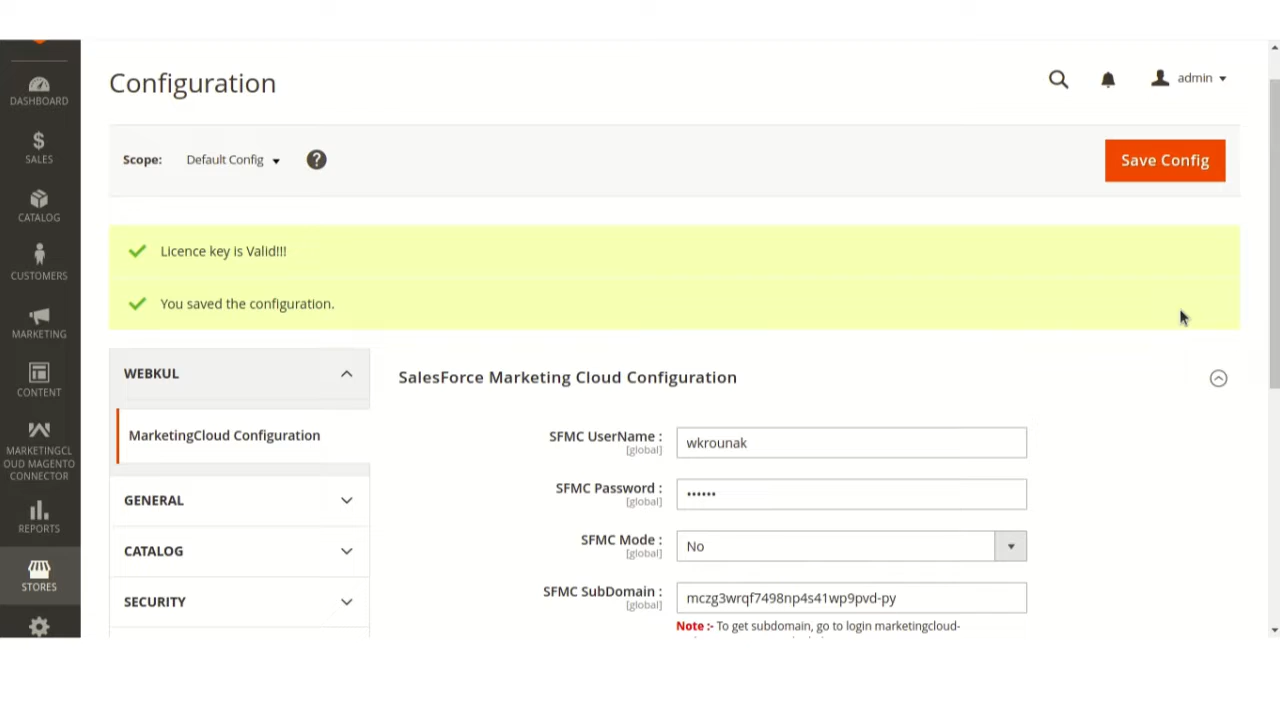 Configuration
admin
DASHBOARD
SALES
CATALOG
CUSTOMERS
MARKETING
CONTENT
MARKETINGCL
OUD MAGENTO
CONNECTOR
REPORTS
STORES
Scope: Default Config ?
Save Config
Licence key is Valid!!!
You saved the configuration.
WEBKUL
MarketingCloud Configuration
GENERAL
CATALOG
SECURITY
SalesForce Marketing Cloud Configuration
SFMC UserName :
[global]
wkrounak
SFMC Password :
[global]
••••••
SFMC Mode :
[global]
No
SFMC SubDomain :
[global]
mczg3wrqf7498np4s41wp9pvd-py
Note :- To get subdomain, go to login marketingcloud-